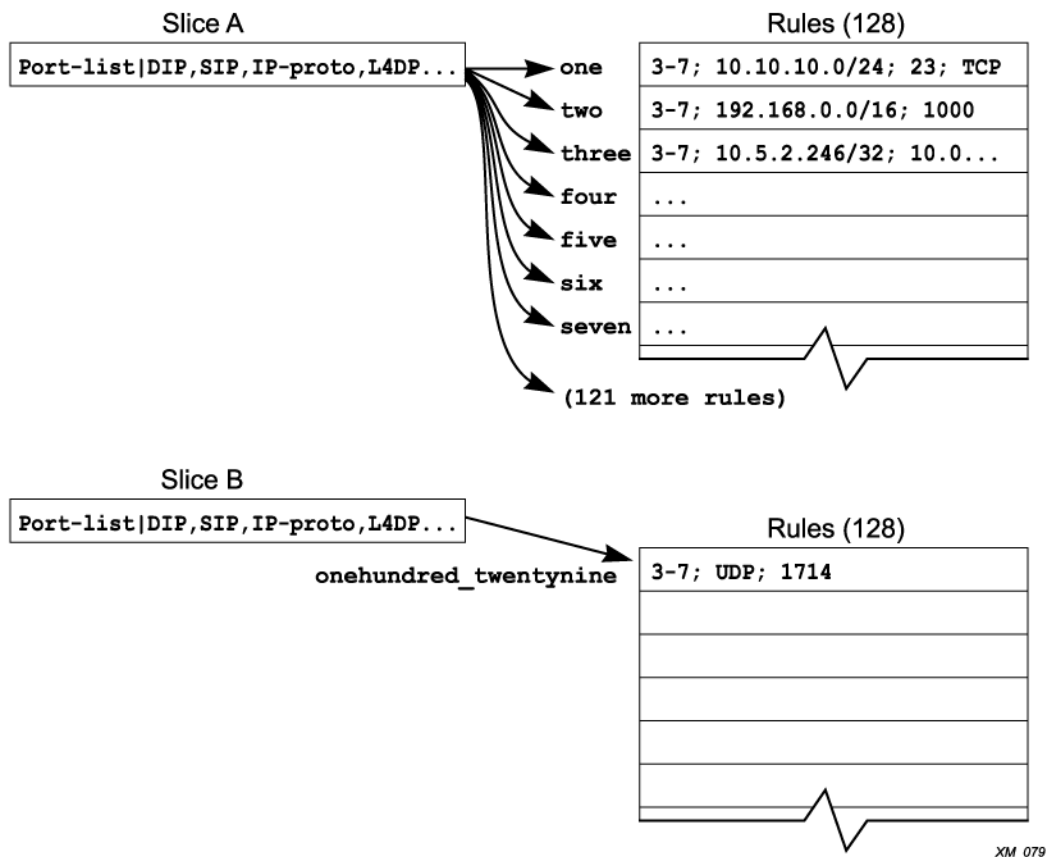 Slice A
Rules (128)
Port-list|DIP,SIP,IP-proto,L4DP...
one
3-7; 10.10.10.0/24; 23; TCP
two
3-7; 192.168.0.0/16; 1000
three
3-7; 10.5.2.246/32; 10.0...
four
...
five
...
six
...
seven
...
(121 more rules)
Slice B
Port-list|DIP,SIP,IP-proto,L4DP...
Rules (128)
onehundred_twentynine
3-7; UDP; 1714
XM_079